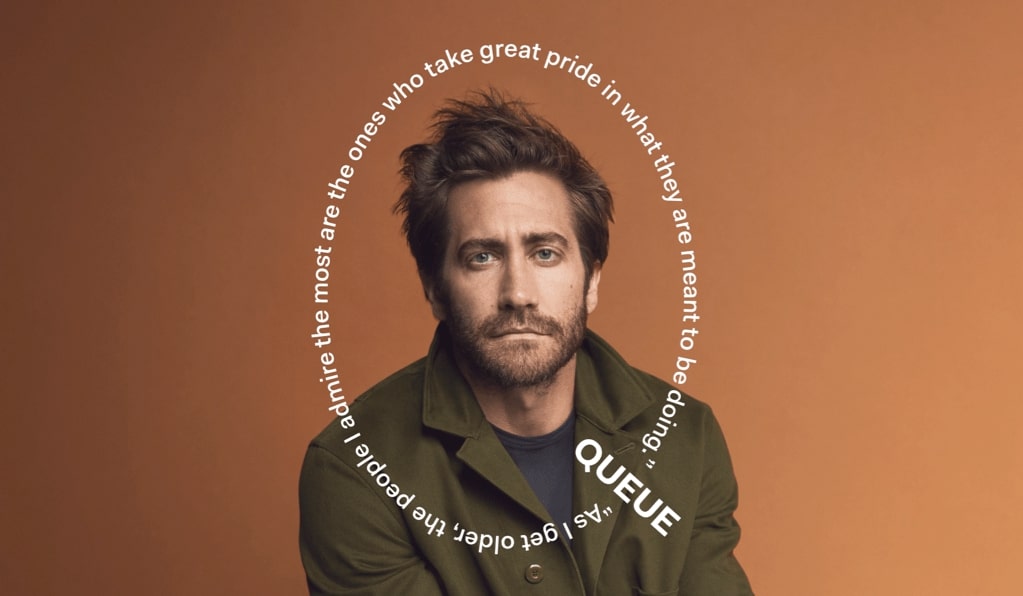 “As I get older, the people I admire the most are the ones who take great pride in what they are meant to be doing.”
QUEUE